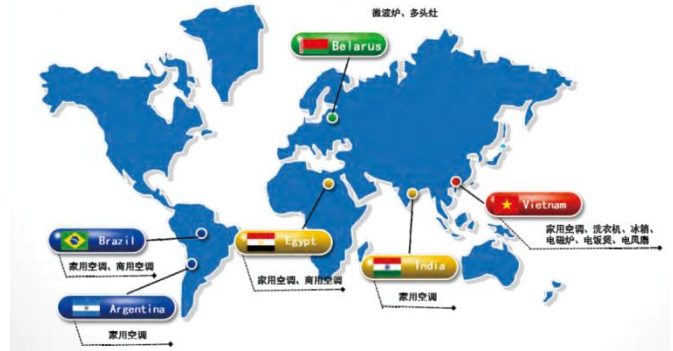 微波炉、多头灶
Belarus
Vietnam
家用空调、洗衣机、冰箱、
电磁炉、电饭煲、电风扇
Brazil
家用空调、商用空调
Egypt
家用空调、商用空调
India
家用空调
Argentina
家用空调